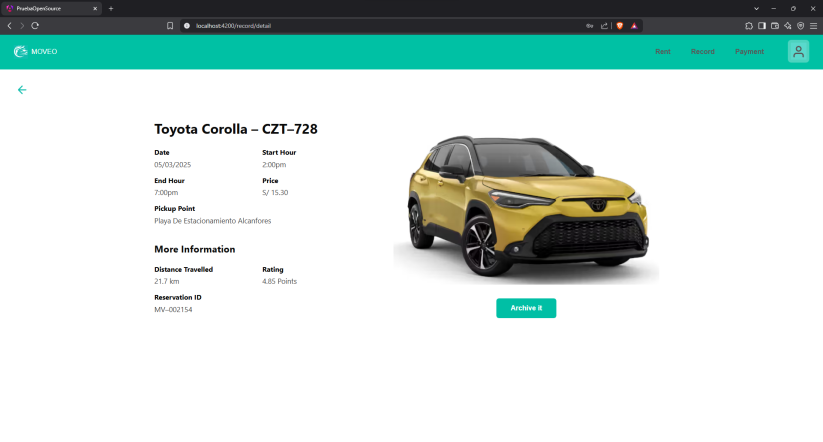 PruebaOpenSource
localhost:4200/record/detail
MOVEO
Rent Record Payment
Toyota Corolla – CZT–728
Date Start Hour
05/03/2025 2:00pm
End Hour Price
7:00pm S/ 15.30
Pickup Point
Playa De Estacionamiento Alcanfores
More Information
Distance Travelled Rating
21.7 km 4.85 Points
Reservation ID
MV–002154
Archive it